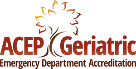 ACEP Geriatric
Emergency Department Accreditation